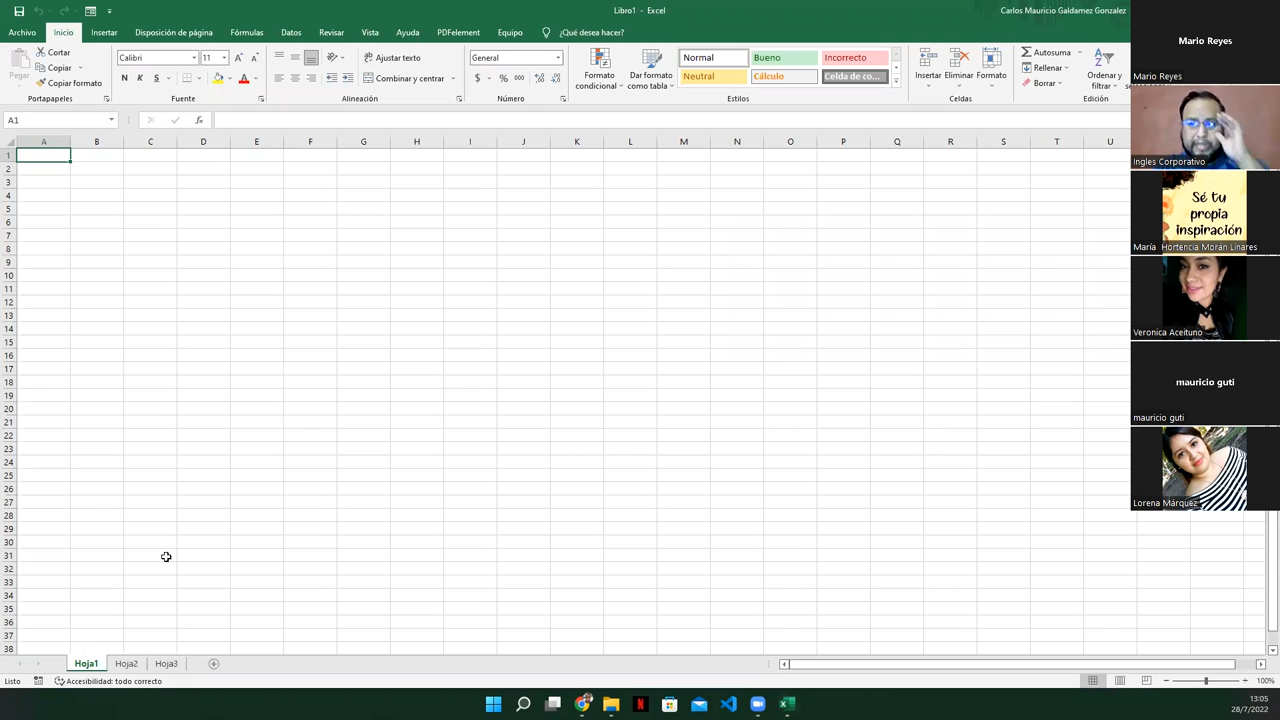 Libro1 - Excel
Carlos Mauricio Galdamez Gonzalez
Archivo Inicio Insertar Disposición de página Fórmulas Datos Revisar Vista Ayuda PDFelement Equipo ¿Qué desea hacer?
Pegar
Cortar
Copiar
Copiar formato
Portapapeles
Calibri 11
N K S
Fuente
Ajustar texto
Combinar y centrar
Alineación
General
$ % 000
Número
Formato condicional
Dar formato como tabla
Normal Bueno Incorrecto
Neutral Cálculo Celda de co...
Estilos
Insertar Eliminar Formato
Celdas
Autosuma
Rellenar
Borrar
Ordenar y filtrar
Edición
A1
fx
A B C D E F G H I J K L M N O P Q R S T U
1
2
3
4
5
6
7
8
9
10
11
12
13
14
15
16
17
18
19
20
21
22
23
24
25
26
27
28
29
30
31
32
33
34
35
36
37
38
Mario Reyes
Mario Reyes
Ingles Corporativo
Sé tu
propia
inspiración
María Hortencia Morán Linares
Veronica Aceituno
mauricio guti
mauricio guti
Lorena Márquez
Hoja1 Hoja2 Hoja3
Listo Accesibilidad: todo correcto 100%
13:05
28/7/2022